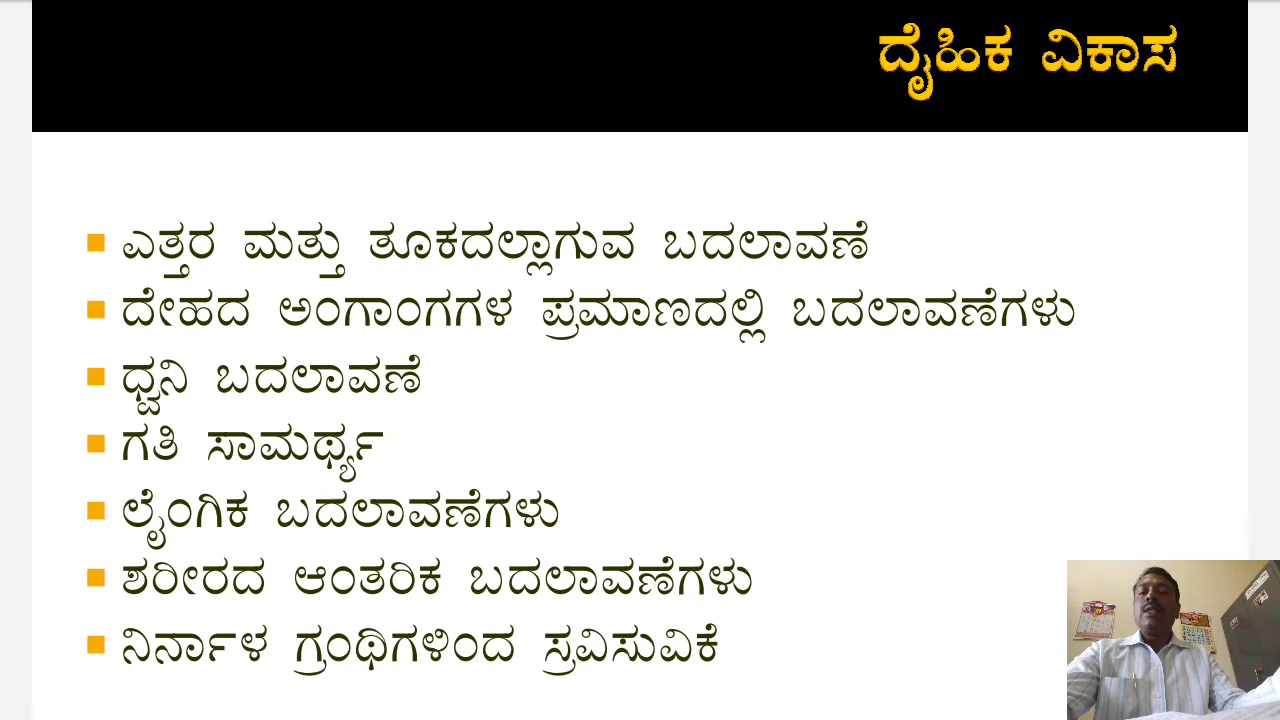 ದೈಹಿಕ ವಿಕಾಸ
ಎತ್ತರ ಮತ್ತು ತೂಕದಲ್ಲಾಗುವ ಬದಲಾವಣೆ
ದೇಹದ ಅಂಗಾಂಗಗಳ ಪ್ರಮಾಣದಲ್ಲಿ ಬದಲಾವಣೆಗಳು
ಧ್ವನಿ ಬದಲಾವಣೆ
ಗತಿ ಸಾಮರ್ಥ್ಯ
ಲೈಂಗಿಕ ಬದಲಾವಣೆಗಳು
ಶರೀರದ ಆಂತರಿಕ ಬದಲಾವಣೆಗಳು
ನಿರ್ನಾಳ ಗ್ರಂಥಿಗಳಿಂದ ಸ್ರವಿಸುವಿಕೆ